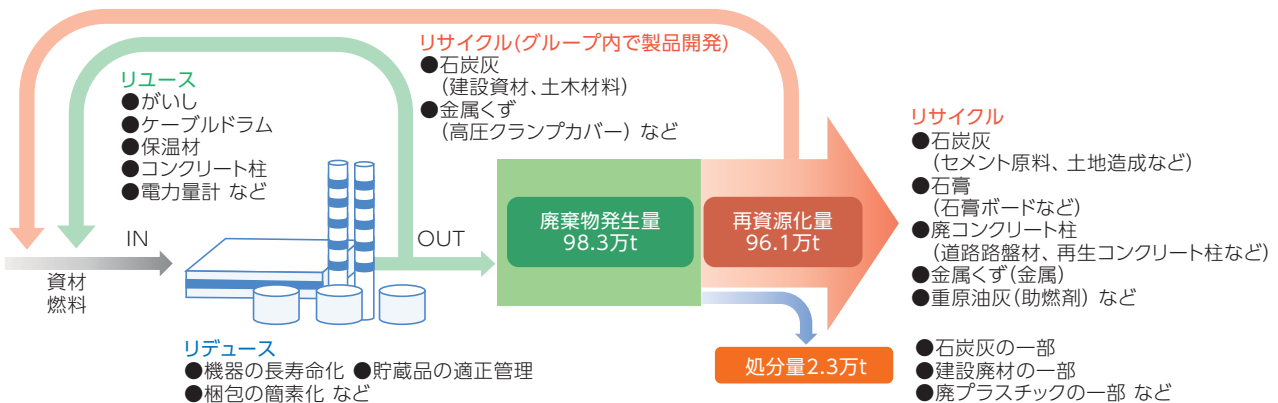 リサイクル(グループ内で製品開発)
●石炭灰
(建設資材、土木材料)
●金属くず
(高圧クランプカバー) など
リユース
●がいし
●ケーブルドラム
●保温材
●コンクリート柱
●電力量計 など
IN
OUT
資材
燃料
廃棄物発生量
98.3万t
再資源化量
96.1万t
リサイクル
●石炭灰
(セメント原料、土地造成など)
●石膏
(石膏ボードなど)
●廃コンクリート柱
(道路路盤材、再生コンクリート柱など)
●金属くず(金属)
●重原油灰(助燃剤) など
リデュース
●機器の長寿命化 ●貯蔵品の適正管理
●梱包の簡素化 など
処分量2.3万t
●石炭灰の一部
●建設廃材の一部
●廃プラスチックの一部 など